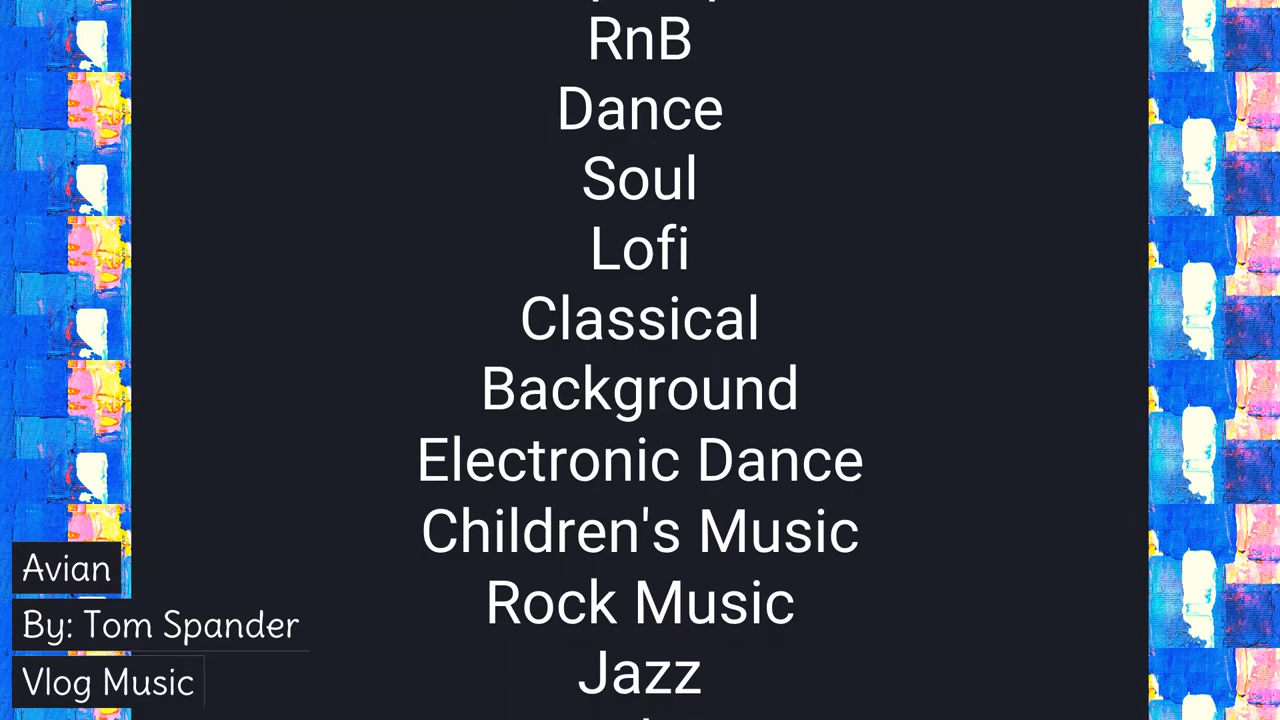 RnB
Dance
Soul
Lofi
Classical
Background
Electronic Dance
Children's Music
Rock Music
Jazz
Avian
By: Tom Spander
Vlog Music